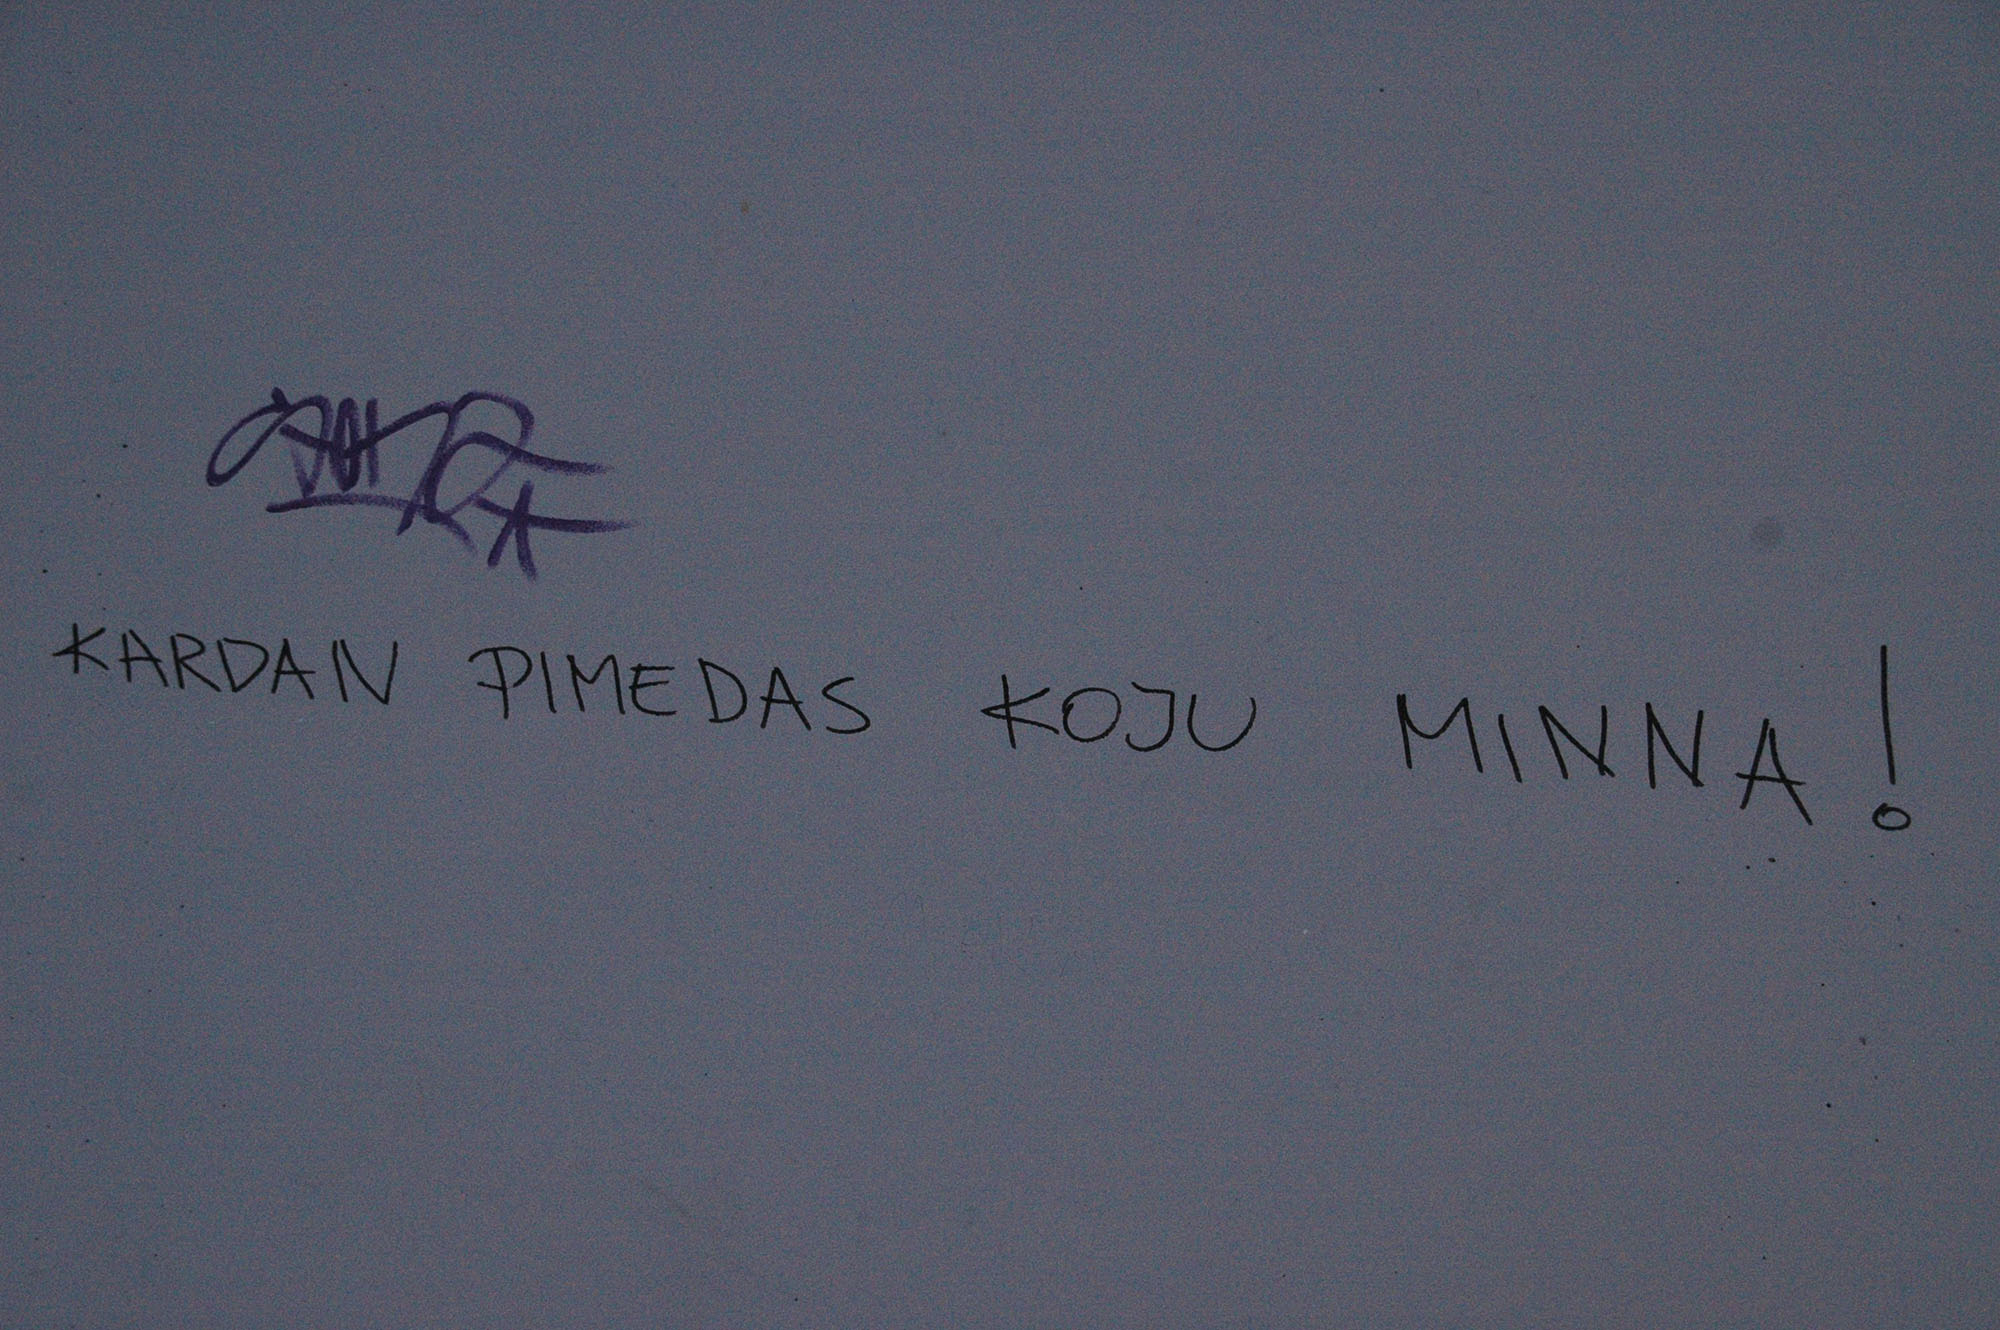 KARDAN PIMEDAS KOJU MINNA!